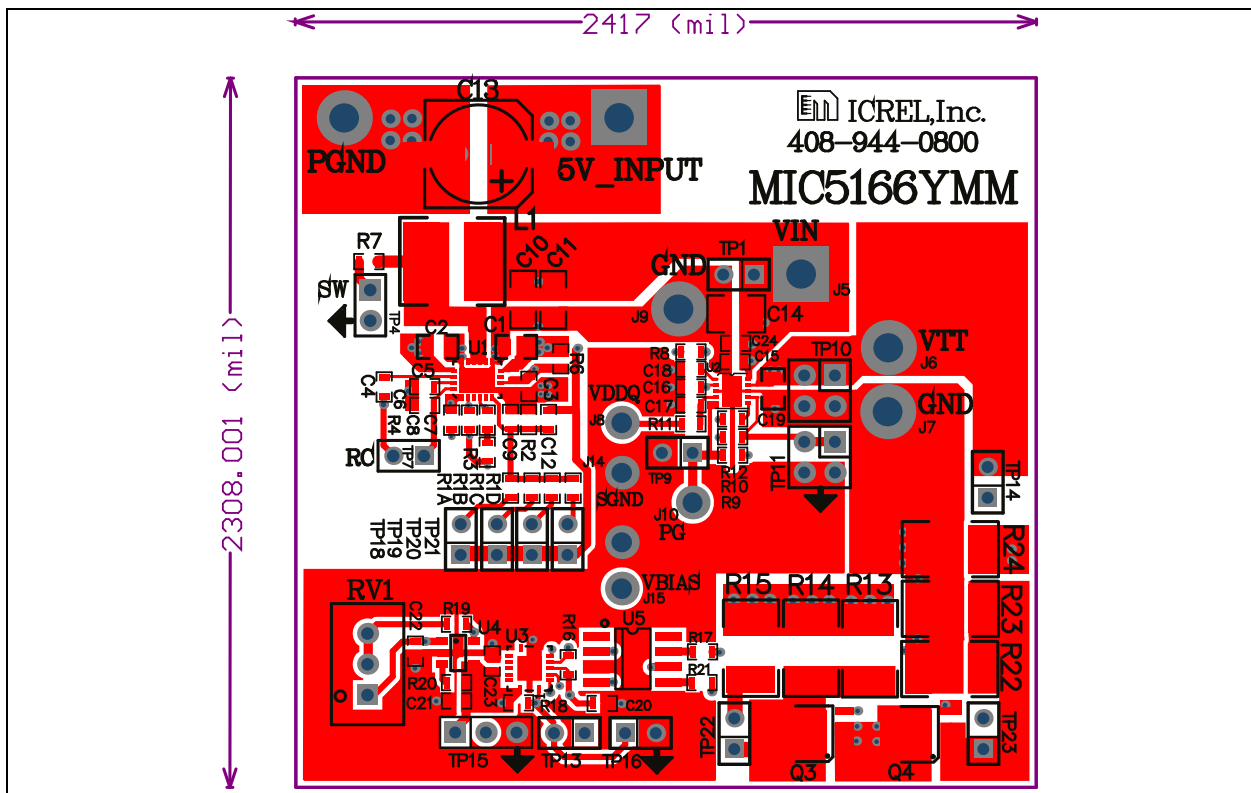 2417 (mil)
2308.001 (mil)
C13
ICREL,Inc.
408-944-0800
MIC5166YMM
PGND
5V_INPUT
L1
R7
C10
C11
GND
TP1
VIN
J5
SW
TP4
J9
C14
C2
C1
U1
C24
C15
VTT
J6
R6
R8
U2
TP10
C4
C5
C3
C18
C16
VDDQ
GND
C6
C8
C7
R4
C17
C19
J7
J8
R11
RC
TP7
R3
C9
R2
C12
J14
TP9
R12
R10
R9
TP11
TP14
R1A
R1B
R1C
R1D
SGND
J10
PG
TP18
TP19
TP20
TP21
R24
VBIAS
J15
RV1
R15
R14
R13
R23
C22
R19
U4
U3
R16
U5
R17
R22
R20
R21
C21
C23
R18
C20
TP22
TP23
TP15
TP13
TP16
Q3
Q4